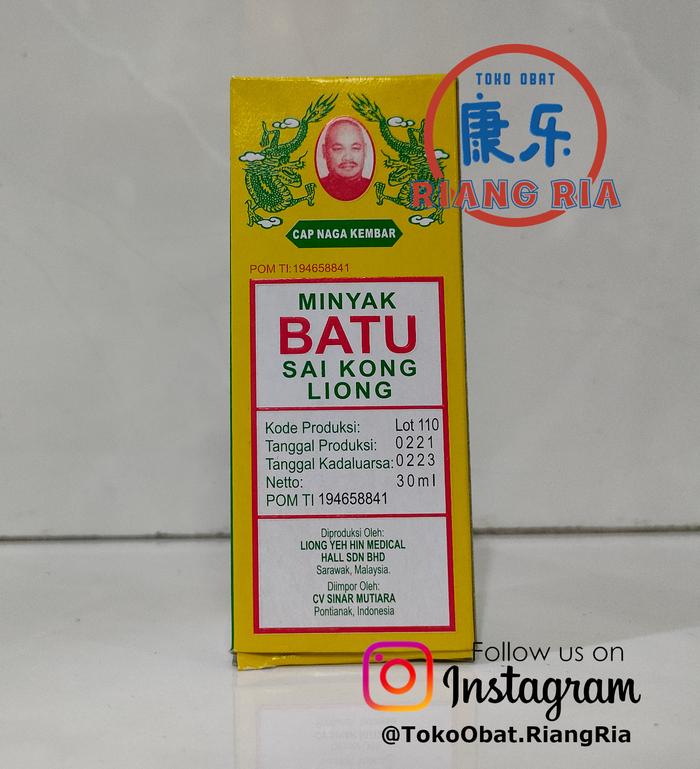 TOKO OBAT
康乐
RIANG RIA
CAP NAGA KEMBAR
POM TI:194658841
MINYAK
BATU
SAI KONG
LIONG
Kode Produksi: Lot 110
Tanggal Produksi: 0221
Tanggal Kadaluarsa: 0223
Netto: 30ml
POM TI 194658841
Diproduksi Oleh:
LIONG YEH HIN MEDICAL
HALL SDN BHD
Sarawak, Malaysia.
Diimpor Oleh:
CV SINAR MUTIARA
Pontianak, Indonesia
Follow us on
Instagram
@TokoObat.RiangRia